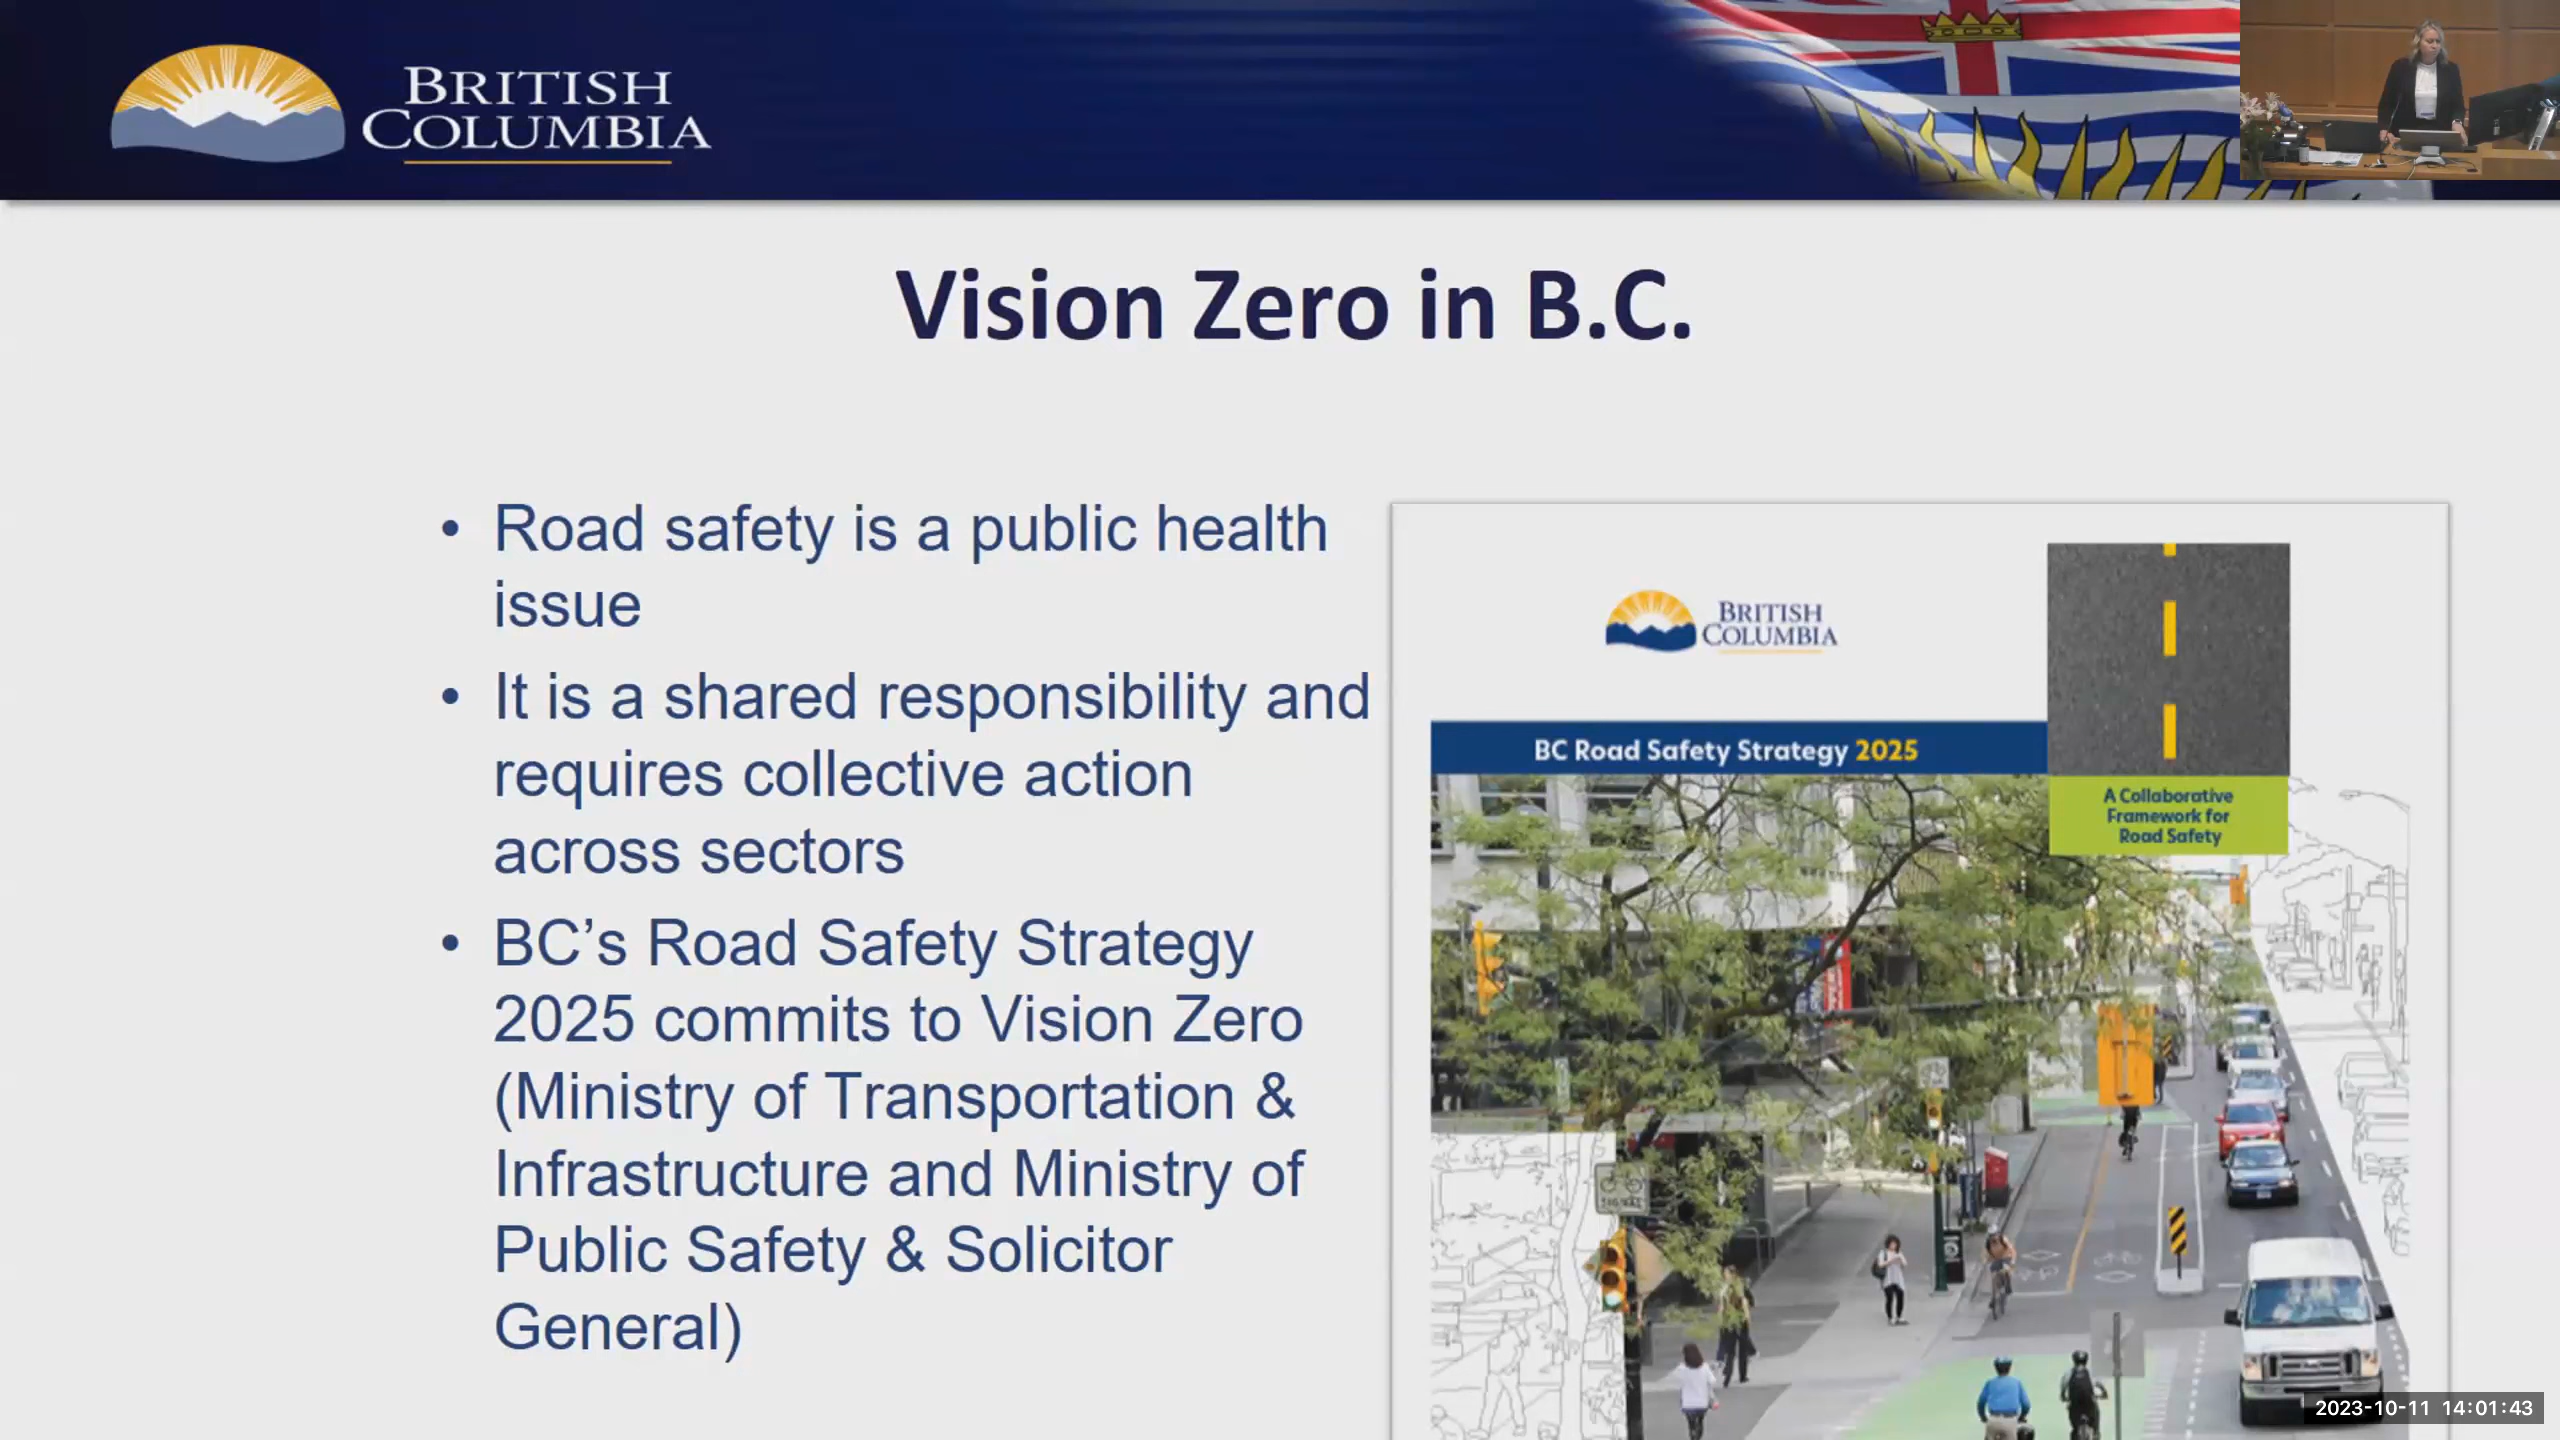 BRITISH
COLUMBIA
Vision Zero in B.C.
• Road safety is a public health
issue
• It is a shared responsibility and
requires collective action
across sectors
• BC’s Road Safety Strategy
2025 commits to Vision Zero
(Ministry of Transportation &
Infrastructure and Ministry of
Public Safety & Solicitor
General)
BRITISH
COLUMBIA
BC Road Safety Strategy 2025
A Collaborative
Framework for
Road Safety
2023-10-11 14:01:43